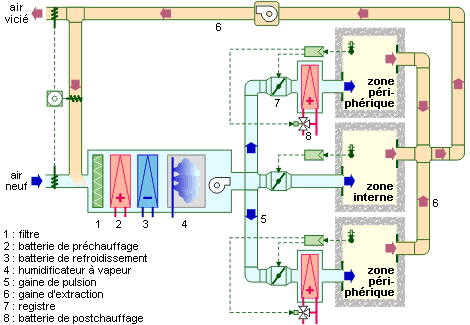 air
vicié
6
zone
péri-
phérique
7
8
air
neuf
zone
interne
1
2
3
4
5
6
zone
péri-
phérique
1 : filtre
2 : batterie de préchauffage
3 : batterie de refroidissement
4 : humidificateur à vapeur
5 : gaine de pulsion
6 : gaine d'extraction
7 : registre
8 : batterie de postchauffage